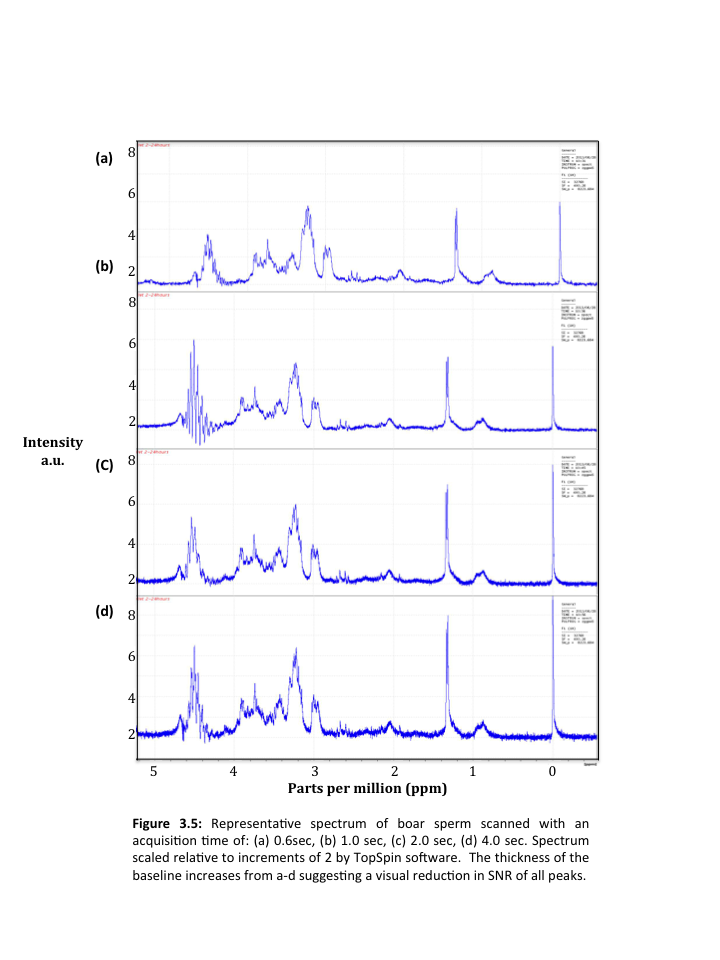 (a)
8
6
4
(b)
2
8
6
4
2
Intensity
a.u.
(C)
8
6
4
2
(d)
8
6
4
2
5 4 3 2 1 0
Parts per million (ppm)
Figure 3.5: Representative spectrum of boar sperm scanned with an
acquisition time of: (a) 0.6sec, (b) 1.0 sec, (c) 2.0 sec, (d) 4.0 sec. Spectrum
scaled relative to increments of 2 by TopSpin software. The thickness of the
baseline increases from a-d suggesting a visual reduction in SNR of all peaks.